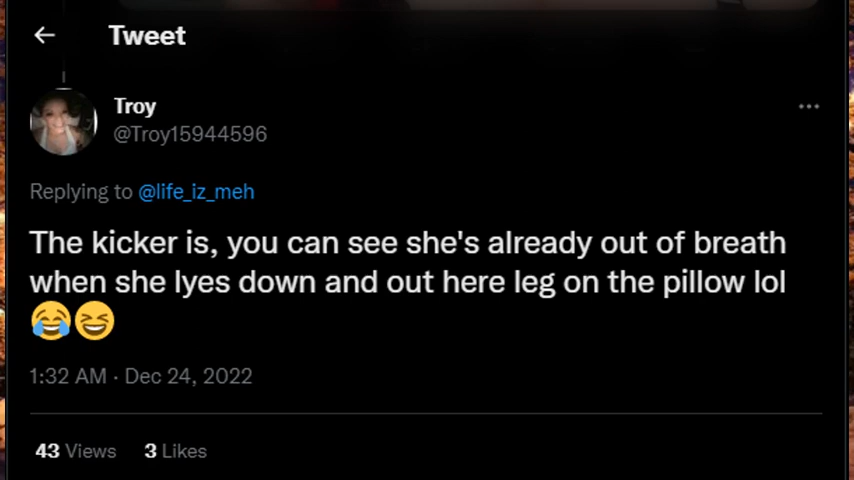 Tweet
Troy
@Troy15944596
Replying to @life_iz_meh
The kicker is, you can see she's already out of breath
when she lyes down and out here leg on the pillow lol
😂😆
1:32 AM · Dec 24, 2022
43 Views 3 Likes